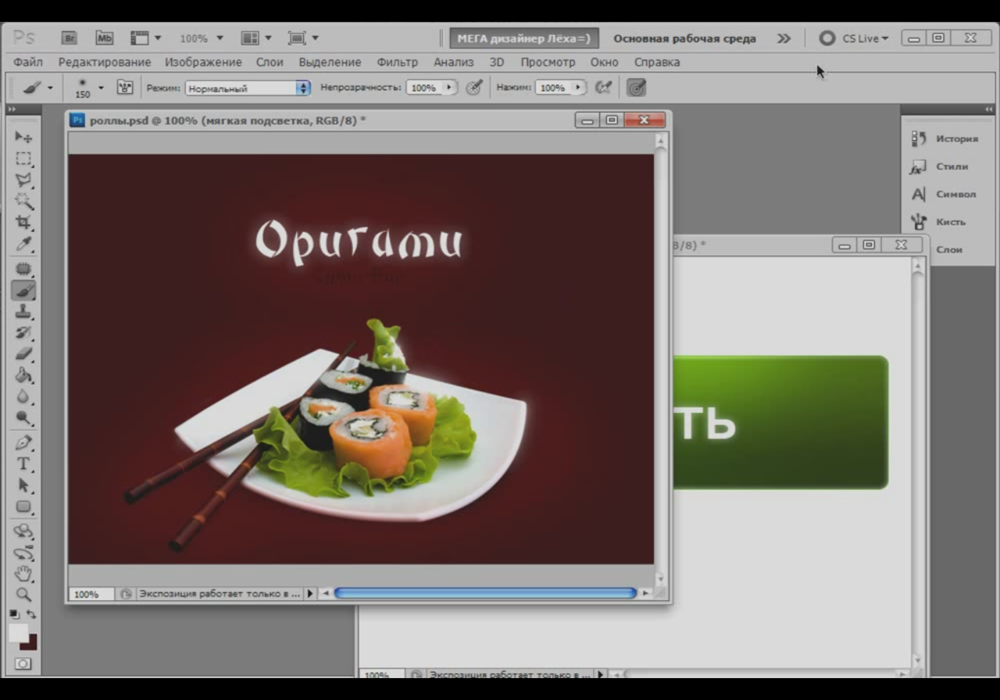 Ps Br Mb 100% МЕГА дизайнер Лёха=) Основная рабочая среда CS Live
Файл Редактирование Изображение Слои Выделение Фильтр Анализ 3D Просмотр Окно Справка
150 Режим: Нормальный Непрозрачность: 100% Нажим: 100%
Ps роллы.psd @ 100% (мягкая подсветка, RGB/8) *
История
fx Стили
A Символ
Кисть
Слои
B/8) *
Оригами
ТЬ
T
100% Экспозиция работает только в ...
100% Экспозиция работает только в ...